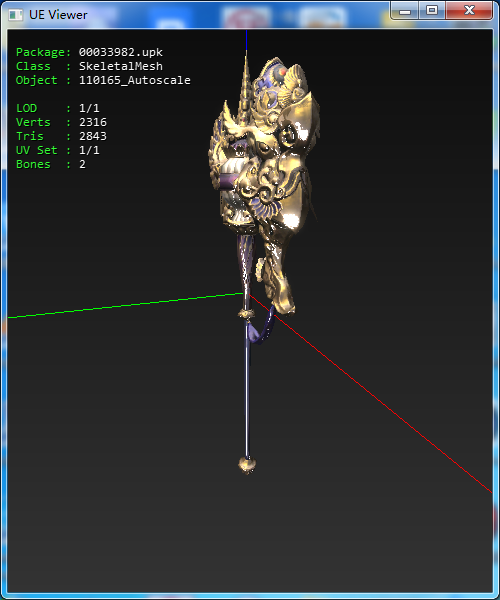 UE Viewer
Package: 00033982.upk
Class  : SkeletalMesh
Object : 110165_Autoscale
LOD    : 1/1
Verts  : 2316
Tris   : 2843
UV Set : 1/1
Bones  : 2